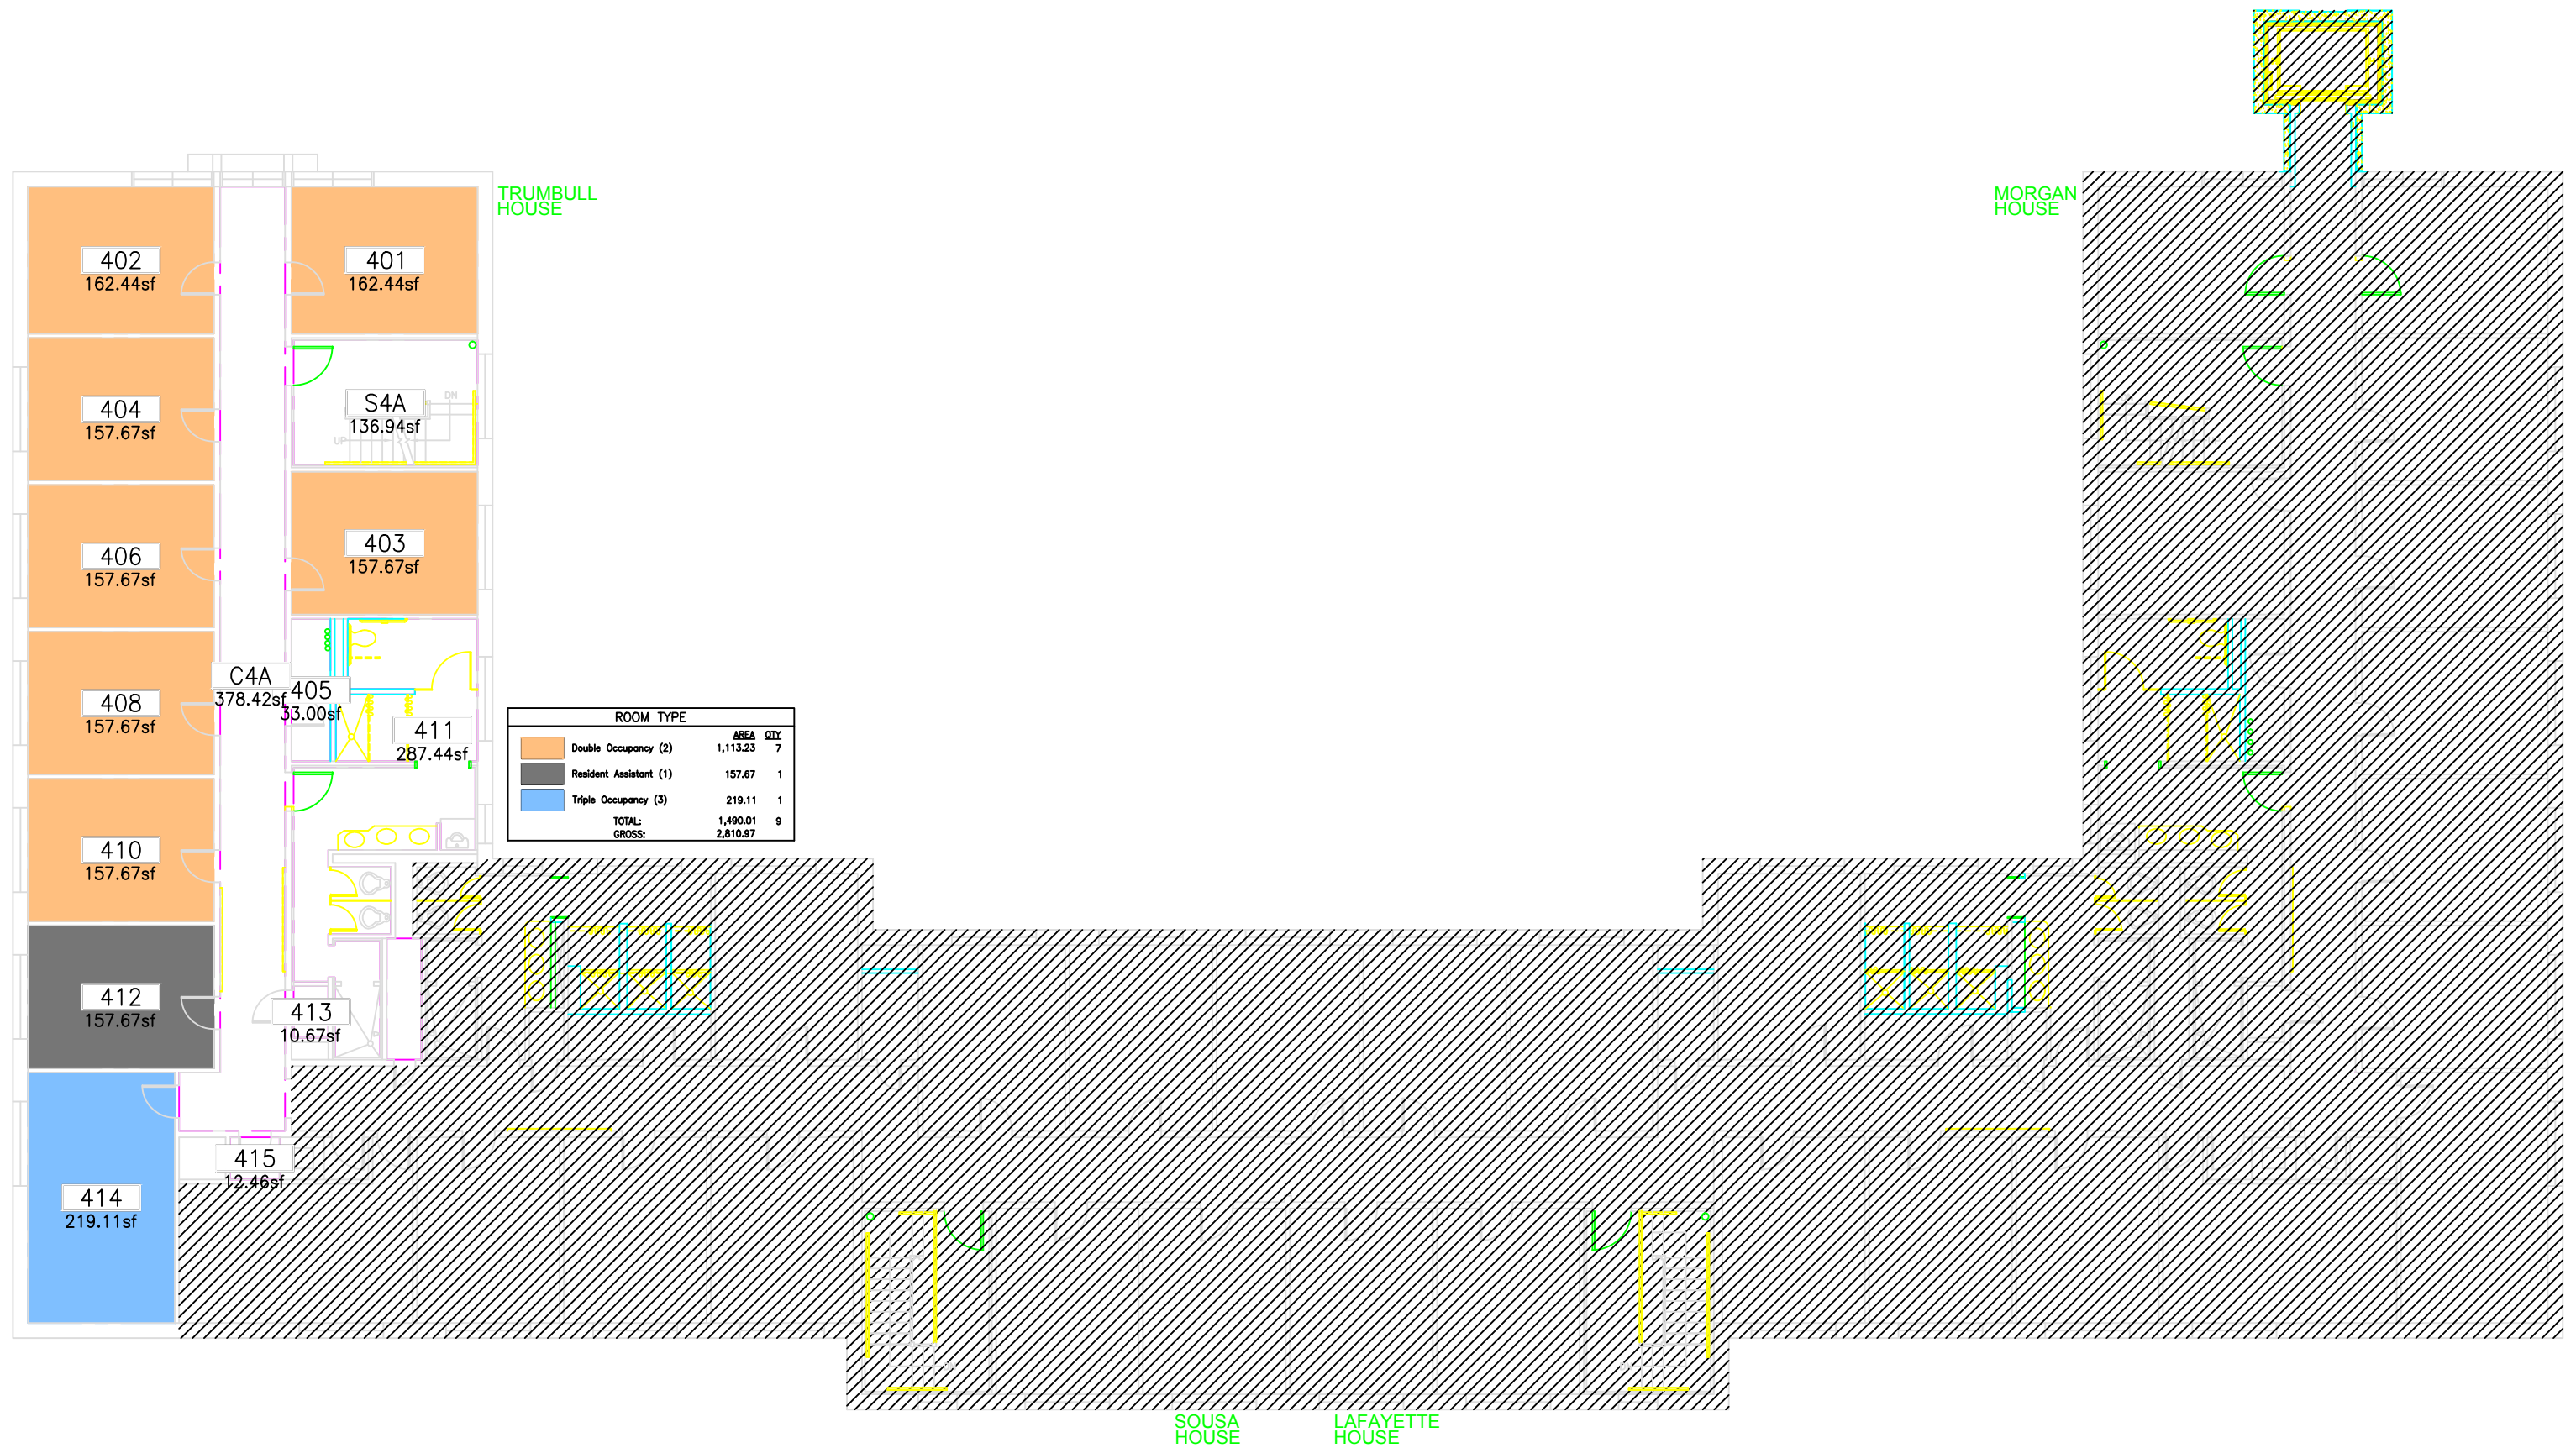 TRUMBULL
HOUSE
MORGAN
HOUSE
402
162.44sf
401
162.44sf
404
157.67sf
S4A
136.94sf
DN
UP
406
157.67sf
403
157.67sf
C4A
378.42sf
405
33.00sf
408
157.67sf
411
287.44sf
ROOM TYPE
AREA QTY
Double Occupancy (2) 1,113.23 7
Resident Assistant (1) 157.67 1
Triple Occupancy (3) 219.11 1
TOTAL: 1,490.01 9
GROSS: 2,810.97
410
157.67sf
412
157.67sf
413
10.67sf
415
12.46sf
414
219.11sf
SOUSA
HOUSE
LAFAYETTE
HOUSE